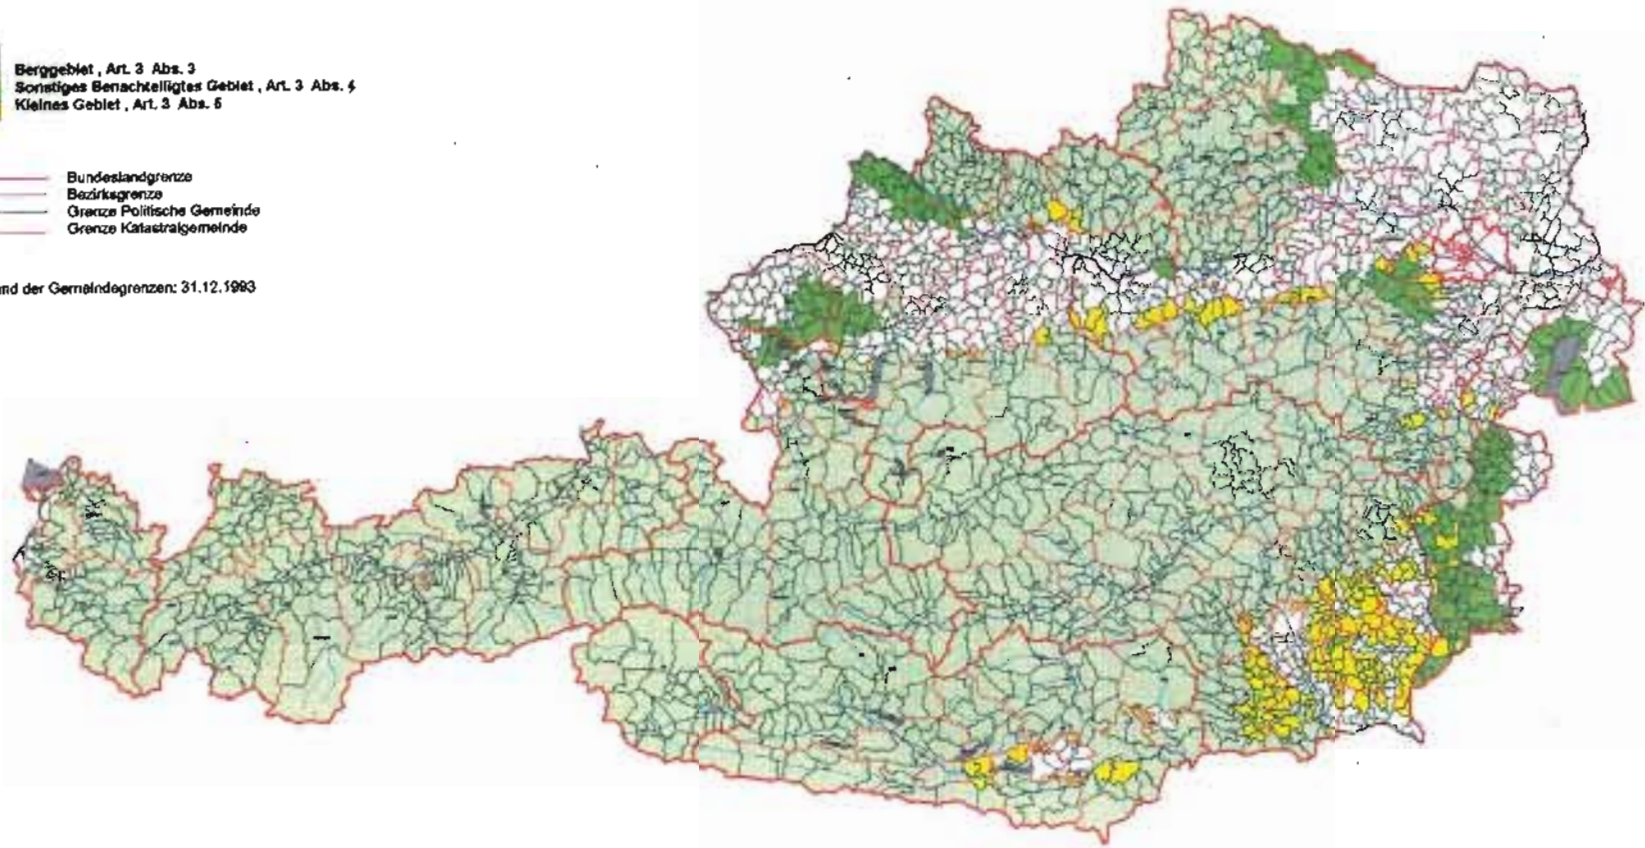 Berggebiet , Art. 3 Abs. 3
Sonstiges Benachteiligtes Gebiet , Art. 3 Abs. 4
Kleines Gebiet , Art. 3 Abs. 5
Bundeslandgrenze
Bezirksgrenze
Grenze Politische Gemeinde
Grenze Katastralgemeinde
nd der Gemeindegrenzen: 31.12.1993